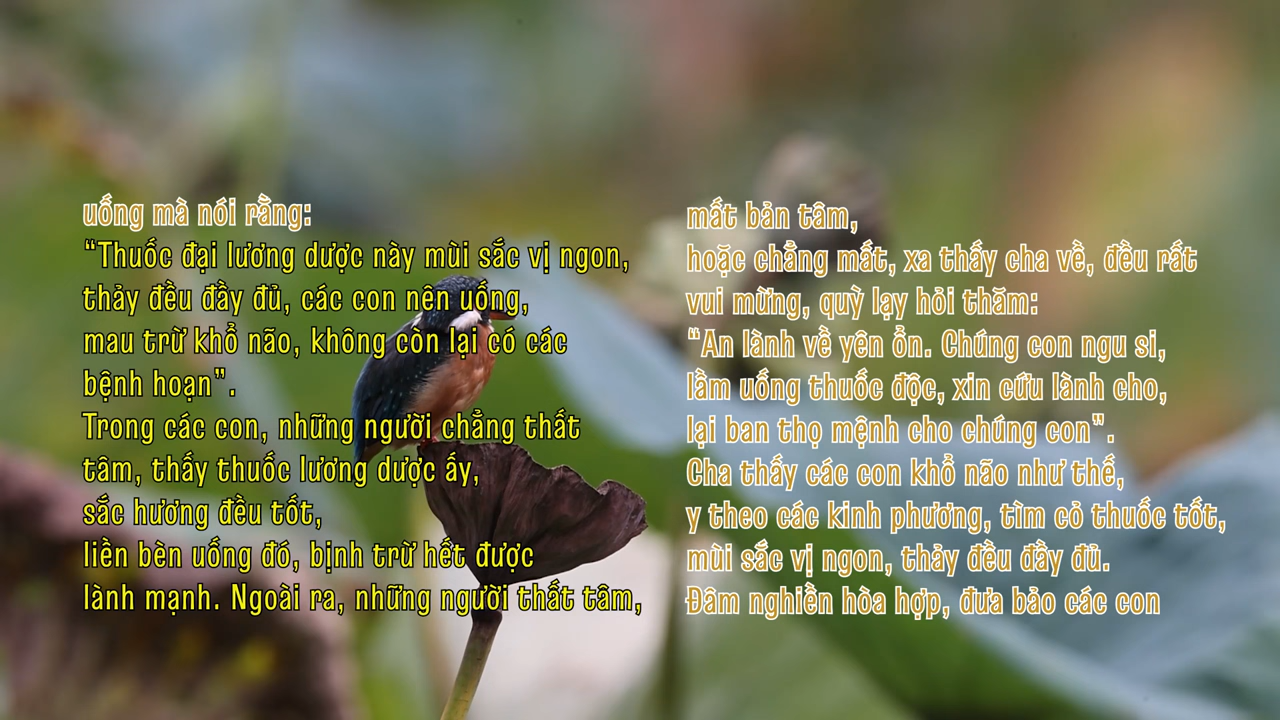 uống mà nói rằng:
“Thuốc đại lương dược này mùi sắc vị ngon,
thảy đều đầy đủ, các con nên uống,
mau trừ khổ não, không còn lại có các
bệnh hoạn”.
Trong các con, những người chẳng thất
tâm, thấy thuốc lương dược ấy,
sắc hương đều tốt,
liền bèn uống đó, bịnh trừ hết được
lành mạnh. Ngoài ra, những người thất tâm,
mất bản tâm,
hoặc chẳng mất, xa thấy cha về, đều rất
vui mừng, quỳ lạy hỏi thăm:
“An lành về yên ổn. Chúng con ngu si,
lầm uống thuốc độc, xin cứu lành cho,
lại ban thọ mệnh cho chúng con”.
Cha thấy các con khổ não như thế,
y theo các kinh phương, tìm cỏ thuốc tốt,
mùi sắc vị ngon, thảy đều đầy đủ.
Đâm nghiền hòa hợp, đưa bảo các con